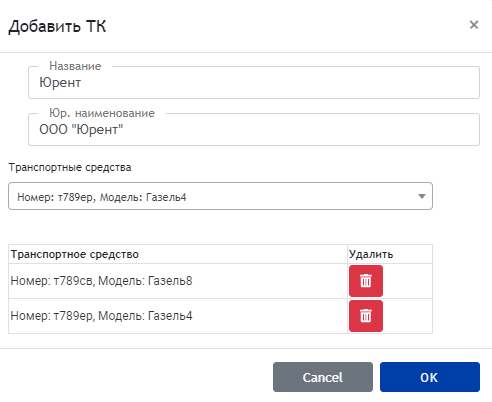 Добавить ТК ×
Название
Юрент
Юр. наименование
ООО "Юрент"
Транспортные средства
Номер: т789ер, Модель: Газель4
Транспортное средство Удалить
Номер: т789св, Модель: Газель8
Номер: т789ер, Модель: Газель4
Cancel OK